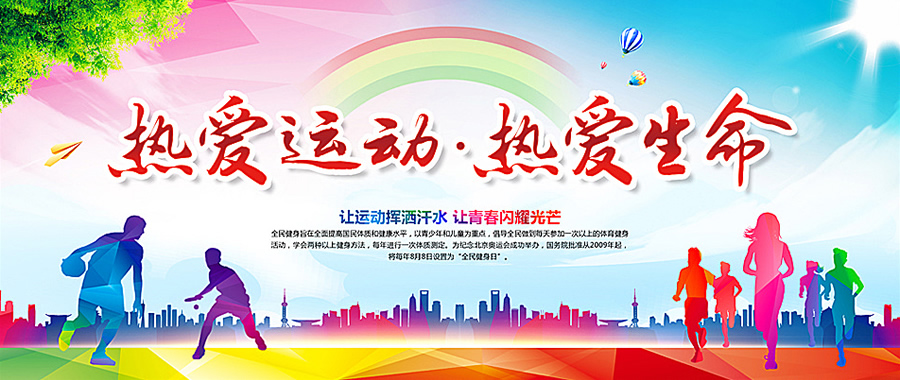 热爱运动·热爱生命
让运动挥洒汗水 让青春闪耀光芒
全民健身旨在全面提高国民体质和健康水平，以青少年和儿童为重点，倡导全民做到每天参加一次以上的体育健身
活动，学会两种以上健身方法，每年进行一次体质测定。为纪念北京奥运会成功举办，国务院批准从2009年起，
将每年8月8日设置为“全民健身日”。